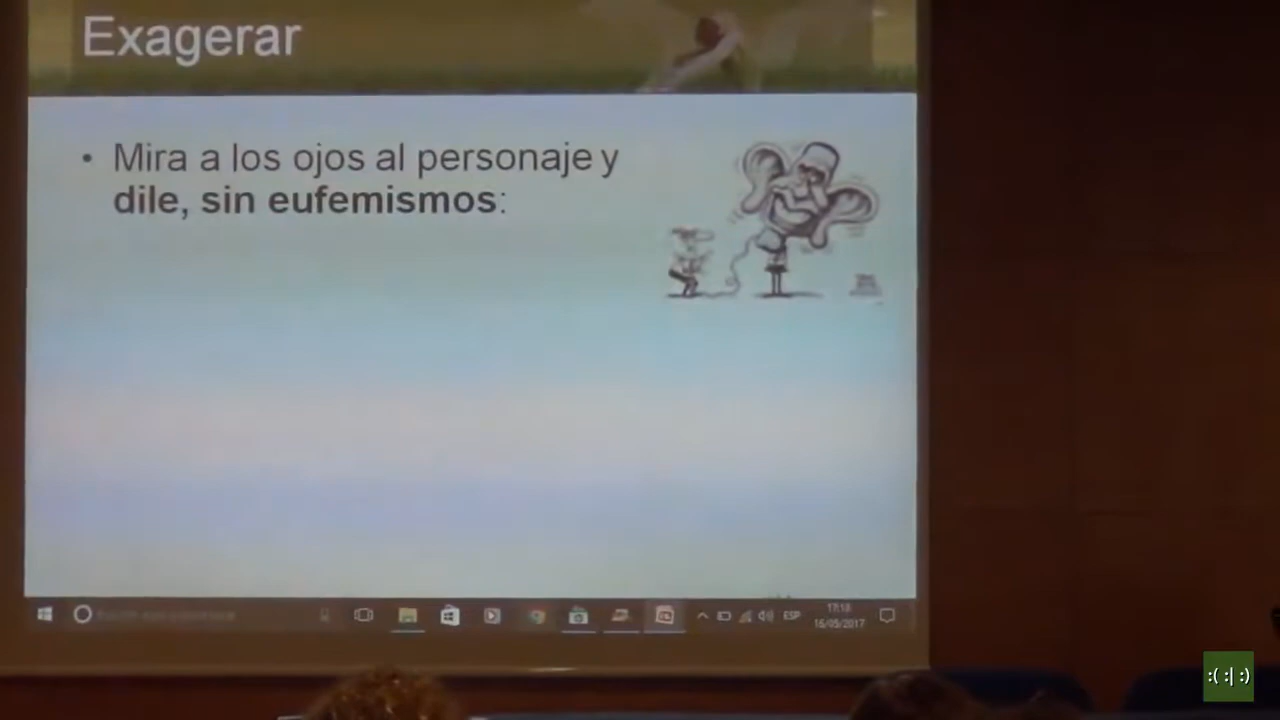 Exagerar
• Mira a los ojos al personaje y
dile, sin eufemismos:
ESP
17:18
16/05/2017
:( :| :)